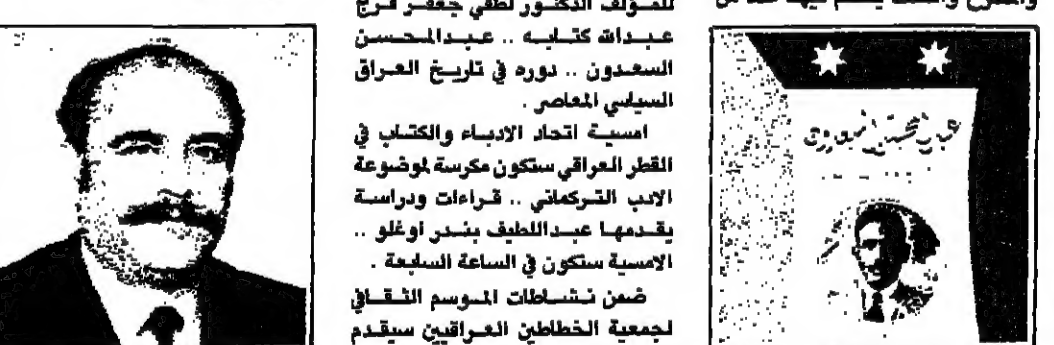 للمؤلف الدكتور لطفي جعفر فرج
عبدالله كتابه .. عبدالمحسن
السعدون .. دوره في تاريخ العراق
السياسي المعاصر .
امسية اتحاد الادباء والكتاب في
القطر العراقي ستكون مكرسة لموضوعة
الادب التركماني .. قراءات ودراسة
يقدمها عبداللطيف بندر اوغلو ..
الامسية ستكون في الساعة السابعة .
ضمن نشاطات الموسم الثقافي
لجمعية الخطاطين العراقيين سيقدم
عبد المحسن السعدون